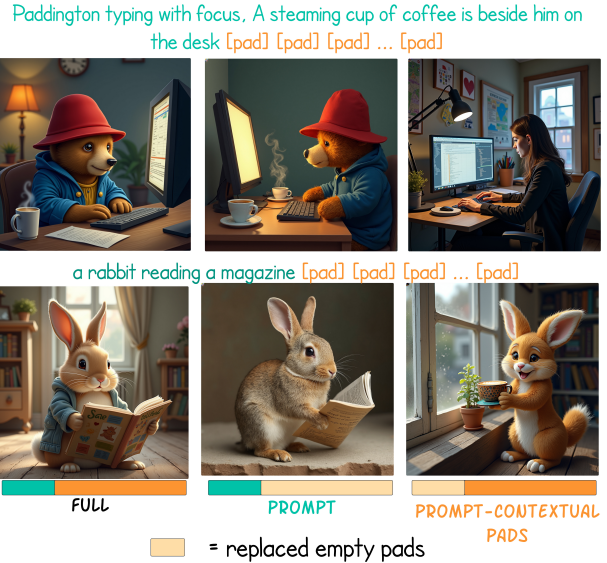 Paddington typing with focus, A steaming cup of coffee is beside him on
the desk [pad] [pad] [pad] ... [pad]
a rabbit reading a magazine [pad] [pad] [pad] ... [pad]
FULL
PROMPT
PROMPT-CONTEXTUAL
PADS
= replaced empty pads